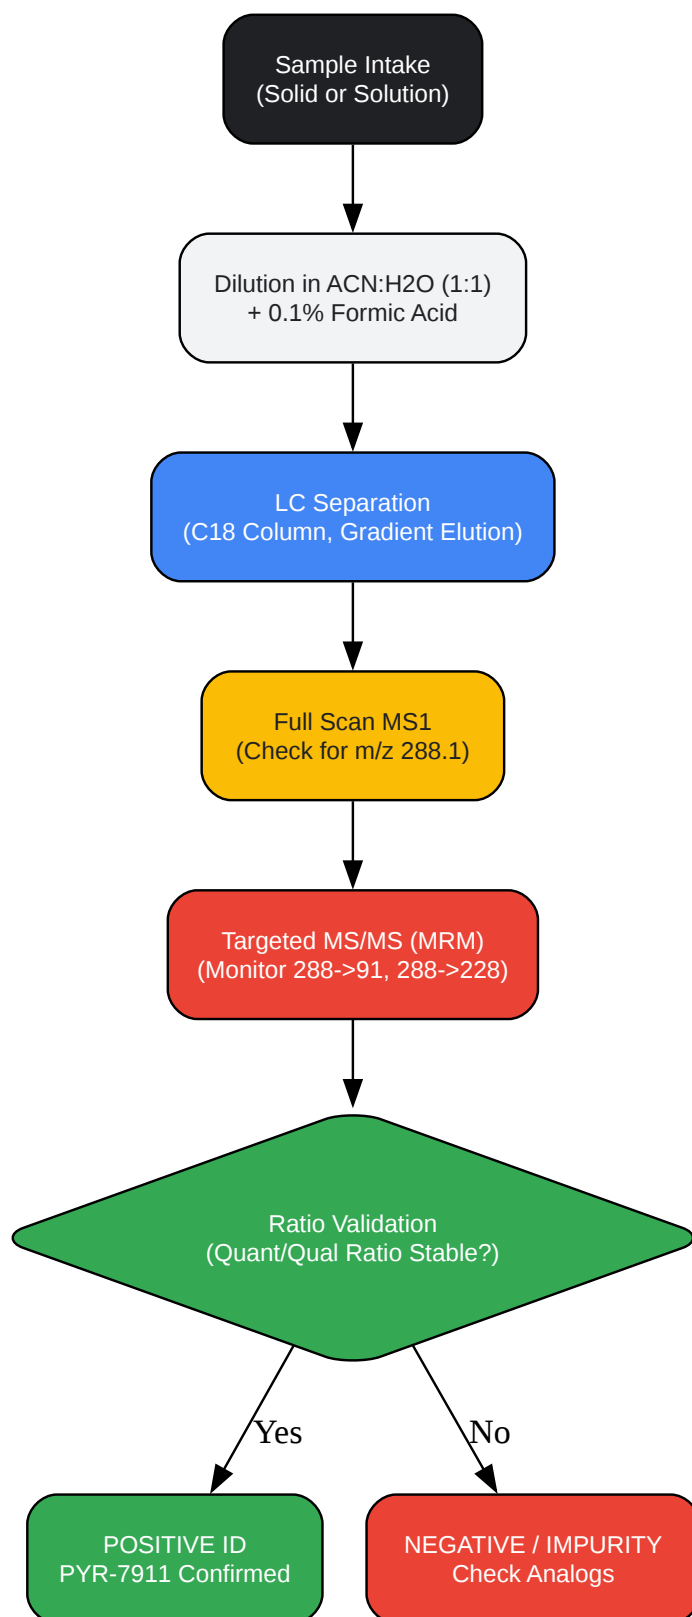 Sample Intake
(Solid or Solution)
Dilution in ACN:H2O (1:1)
+ 0.1% Formic Acid
LC Separation
(C18 Column, Gradient Elution)
Full Scan MS1
(Check for m/z 288.1)
Targeted MS/MS (MRM)
(Monitor 288->91, 288->228)
Ratio Validation
(Quant/Qual Ratio Stable?)
Yes
No
POSITIVE ID
PYR-7911 Confirmed
NEGATIVE / IMPURITY
Check Analogs